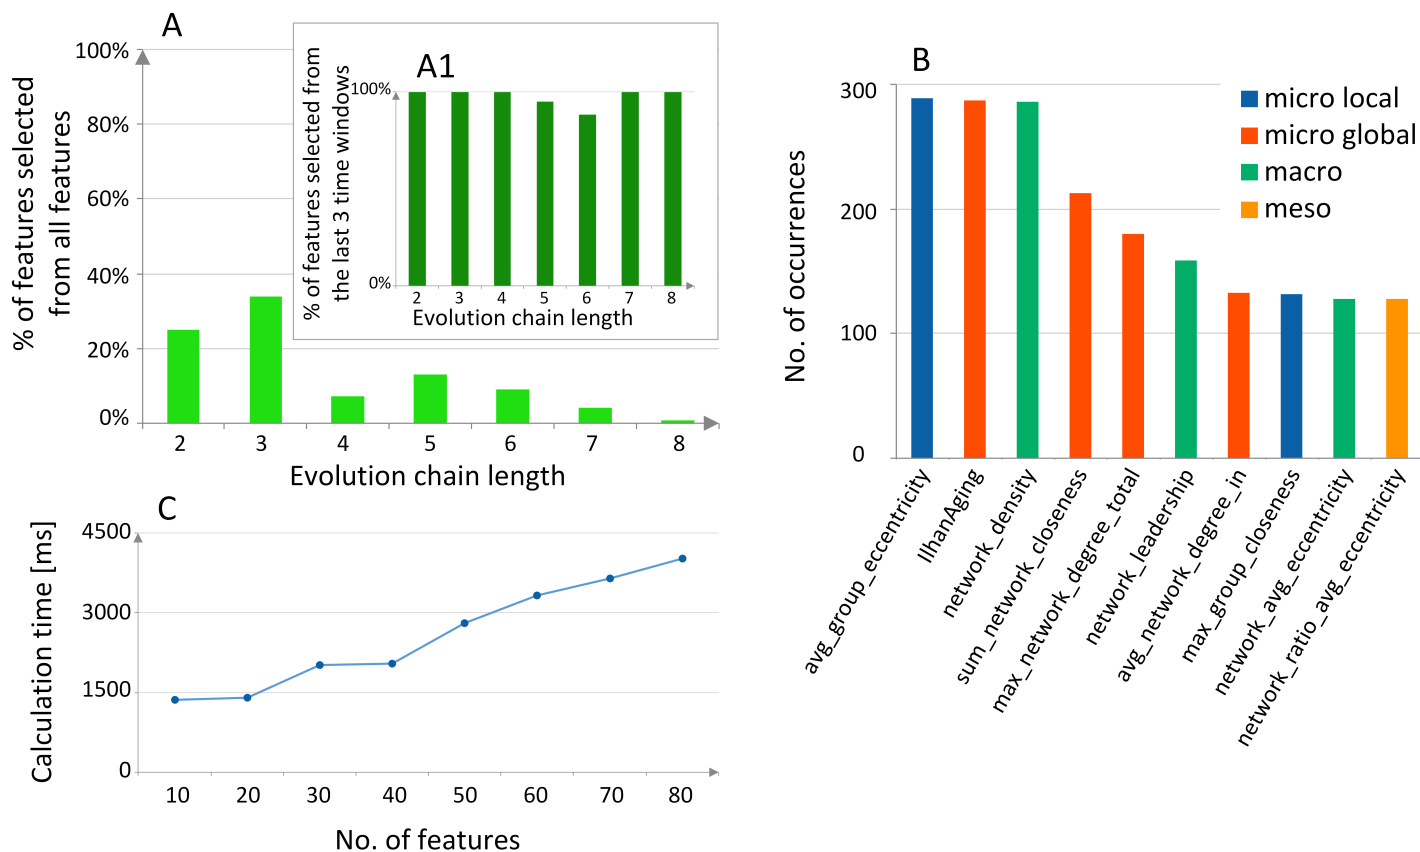 A
% of features selected
from all features
100%
80%
60%
40%
20%
0%
2 3 4 5 6 7 8
Evolution chain length
A1
% of features selected from
the last 3 time windows
100%
0%
2 3 4 5 6 7 8
Evolution chain length
B
No. of occurrences
300
200
100
0
micro local
micro global
macro
meso
avg_group_eccentricity
IlhanAging
network_density
sum_network_closeness
max_network_degree_total
network_leadership
avg_network_degree_in
max_group_closeness
network_avg_eccentricity
network_ratio_avg_eccentricity
C
Calculation time [ms]
4500
3000
1500
0
10 20 30 40 50 60 70 80
No. of features